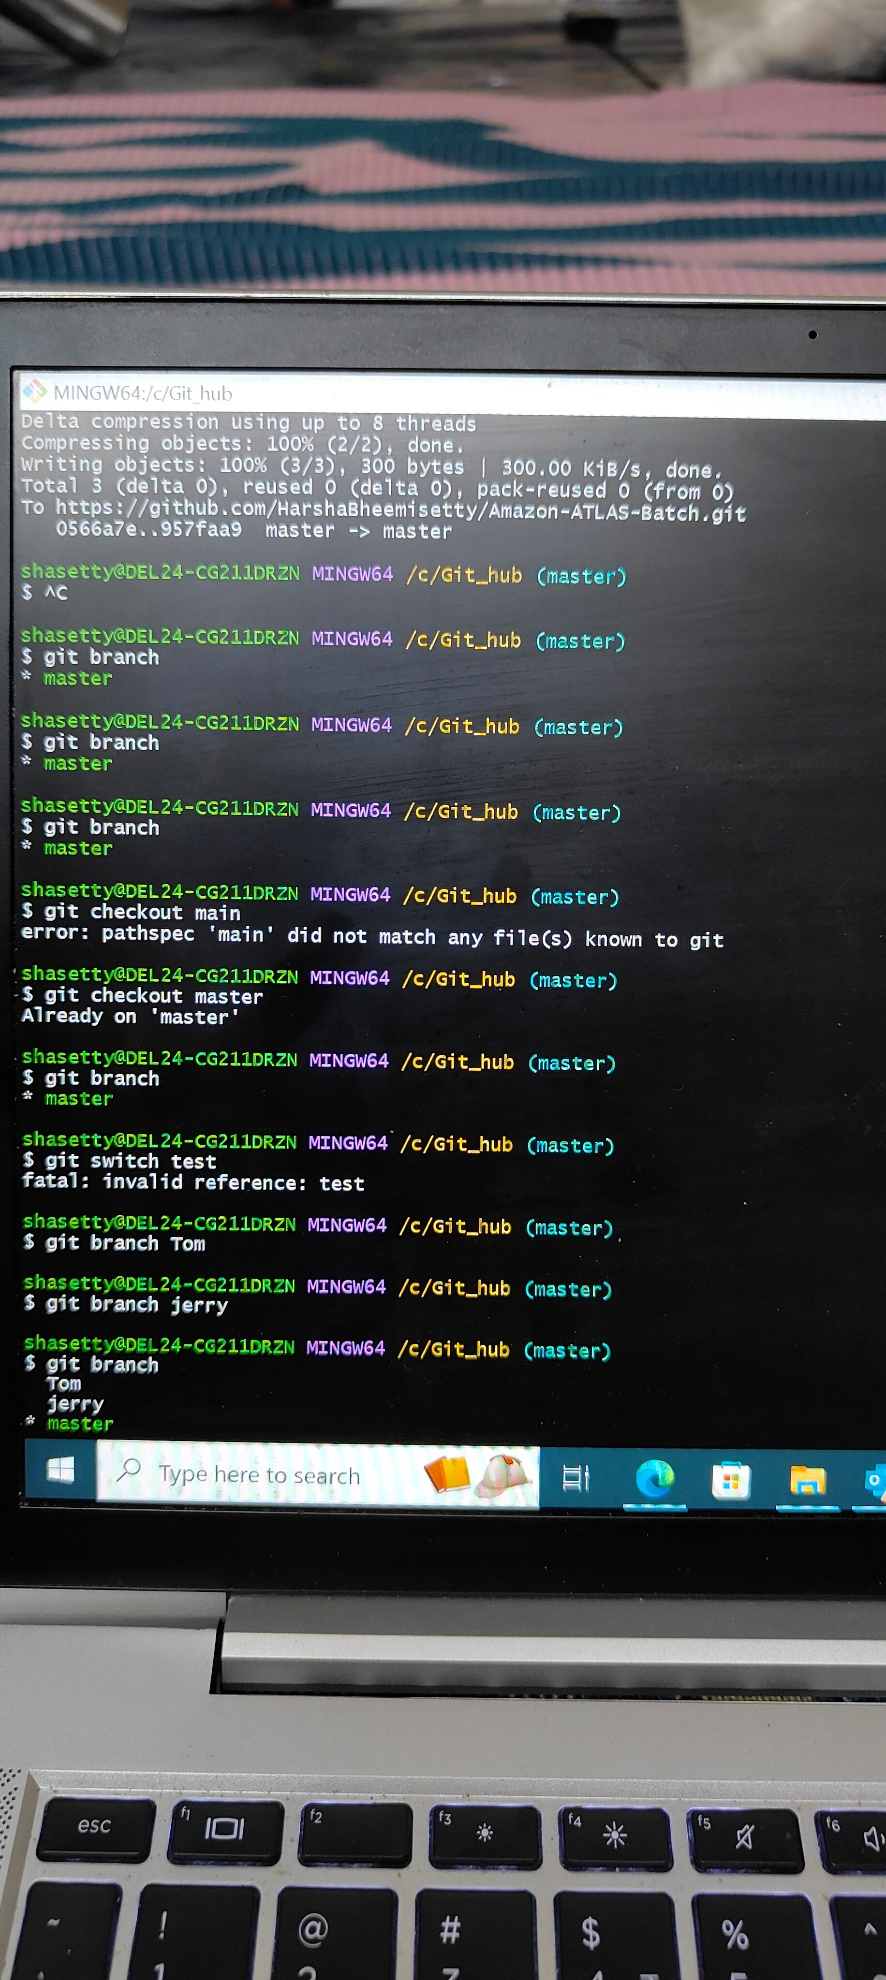 MINGW64:/c/Git_hub
Delta compression using up to 8 threads
Compressing objects: 100% (2/2), done.
Writing objects: 100% (3/3), 300 bytes | 300.00 KiB/s, done.
Total 3 (delta 0), reused 0 (delta 0), pack-reused 0 (from 0)
To https://github.com/HarshaBheemisetty/Amazon-ATLAS-Batch.git
   0566a7e..957faa9  master -> master
shasetty@DEL24-CG211DRZN MINGW64 /c/Git_hub (master)
$ ^C
shasetty@DEL24-CG211DRZN MINGW64 /c/Git_hub (master)
$ git branch
* master
shasetty@DEL24-CG211DRZN MINGW64 /c/Git_hub (master)
$ git branch
* master
shasetty@DEL24-CG211DRZN MINGW64 /c/Git_hub (master)
$ git branch
* master
shasetty@DEL24-CG211DRZN MINGW64 /c/Git_hub (master)
$ git checkout main
error: pathspec 'main' did not match any file(s) known to git
shasetty@DEL24-CG211DRZN MINGW64 /c/Git_hub (master)
$ git checkout master
Already on 'master'
shasetty@DEL24-CG211DRZN MINGW64 /c/Git_hub (master)
$ git branch
* master
shasetty@DEL24-CG211DRZN MINGW64 /c/Git_hub (master)
$ git switch test
fatal: invalid reference: test
shasetty@DEL24-CG211DRZN MINGW64 /c/Git_hub (master)
$ git branch Tom
shasetty@DEL24-CG211DRZN MINGW64 /c/Git_hub (master)
$ git branch jerry
shasetty@DEL24-CG211DRZN MINGW64 /c/Git_hub (master)
$ git branch
  Tom
  jerry
* master
Type here to search
esc f1 f2 f3 f4 f5 f6
~ ! @ # $ % ^